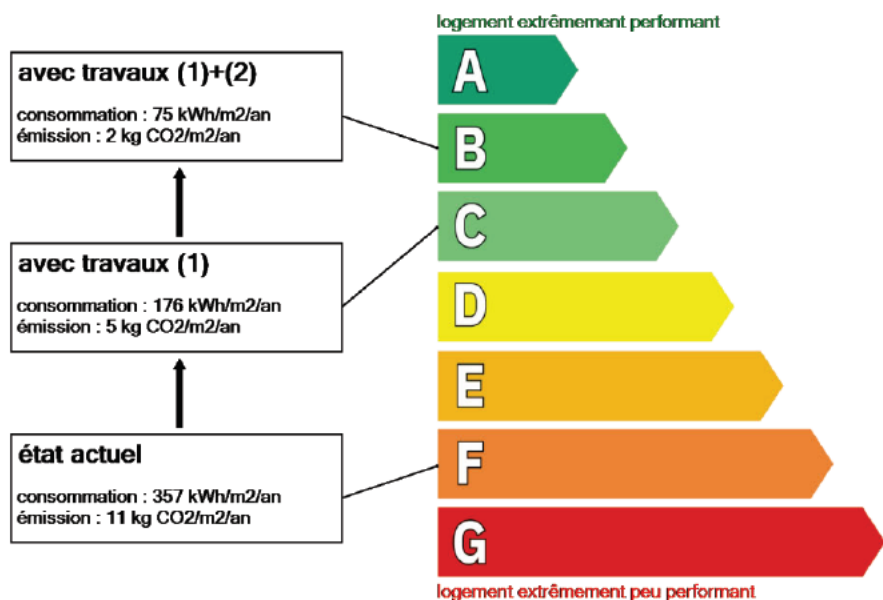 logement extrêmement performant
avec travaux (1)+(2)
consommation : 75 kWh/m2/an
émission : 2 kg CO2/m2/an
avec travaux (1)
consommation : 176 kWh/m2/an
émission : 5 kg CO2/m2/an
état actuel
consommation : 357 kWh/m2/an
émission : 11 kg CO2/m2/an
A
B
C
D
E
F
G
logement extrêmement peu performant